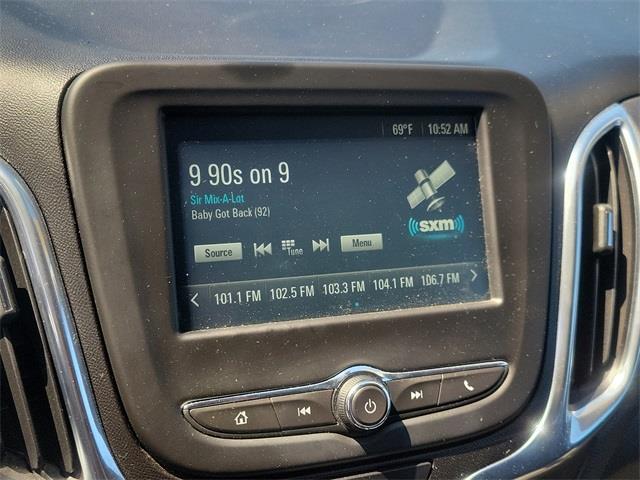 69°F 10:52 AM
9 90s on 9
Sir Mix-A-Lot
Baby Got Back (92)
sxm
Source Tune Menu
101.1 FM 102.5 FM 103.3 FM 104.1 FM 106.7 FM